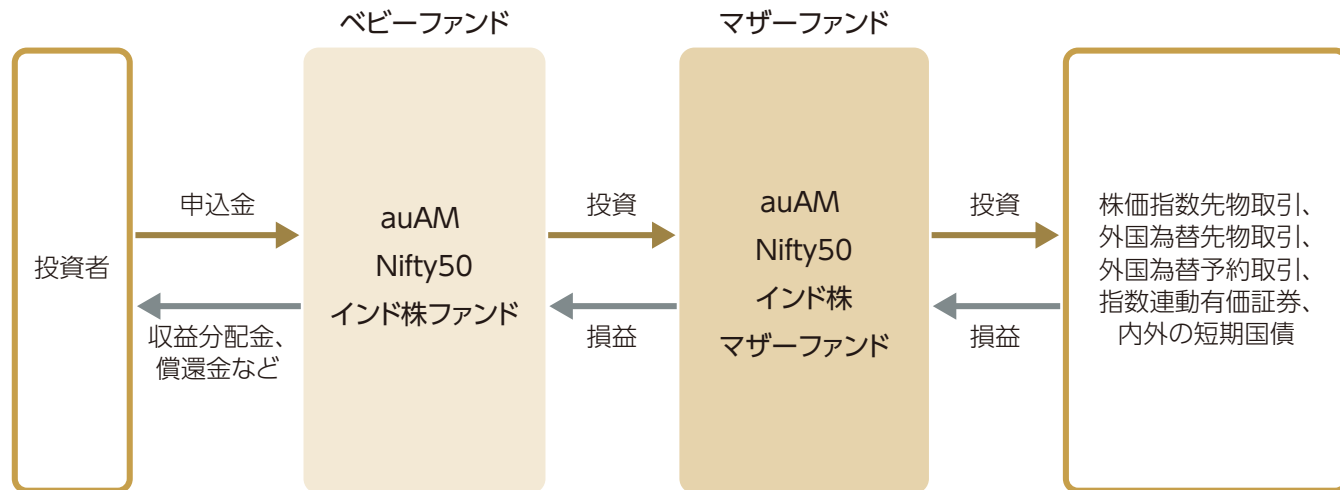 ベビーファンド
マザーファンド
投資者
申込金
収益分配金、
償還金など
auAM
Nifty50
インド株ファンド
投資
損益
auAM
Nifty50
インド株
マザーファンド
投資
損益
株価指数先物取引、
外国為替先物取引、
外国為替予約取引、
指数連動有価証券、
内外の短期国債